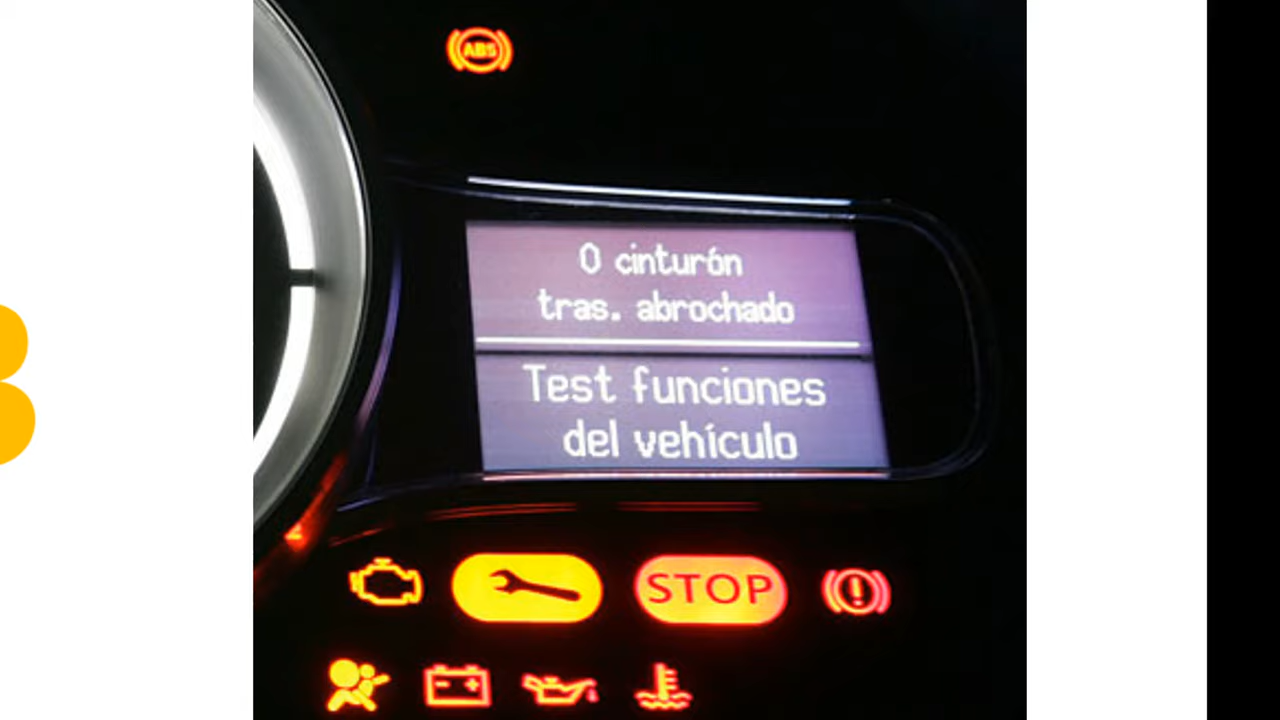 ABS
0 cinturón
tras. abrochado
Test funciones
del vehículo
STOP